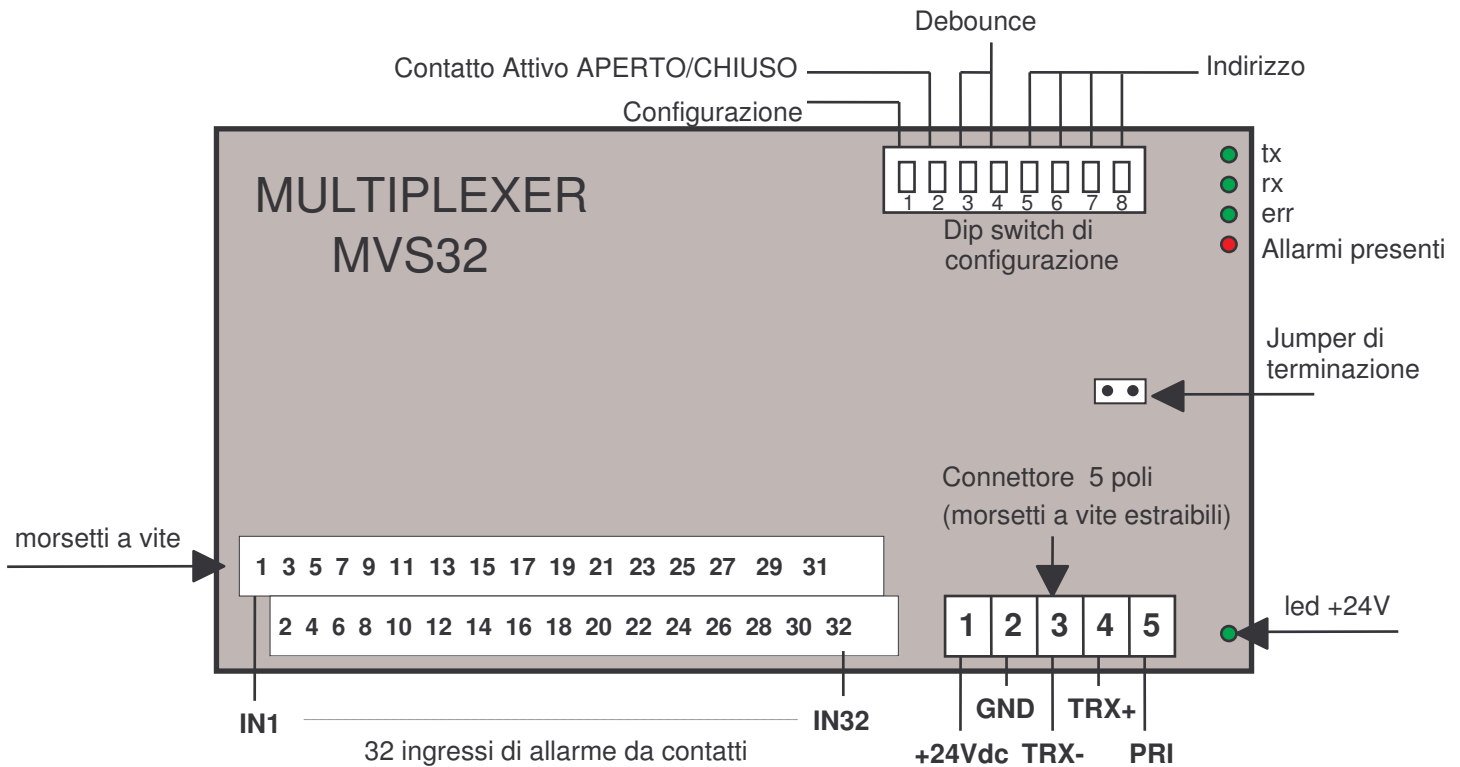 Debounce
Contatto Attivo APERTO/CHIUSO
Indirizzo
Configurazione
MULTIPLEXER
MVS32
1 2 3 4 5 6 7 8
Dip switch di
configurazione
tx
rx
err
Allarmi presenti
Jumper di
terminazione
Connettore 5 poli
(morsetti a vite estraibili)
morsetti a vite
1 3 5 7 9 11 13 15 17 19 21 23 25 27 29 31
2 4 6 8 10 12 14 16 18 20 22 24 26 28 30 32
1 2 3 4 5
led +24V
IN1
IN32
32 ingressi di allarme da contatti
GND TRX+
+24Vdc TRX- PRI